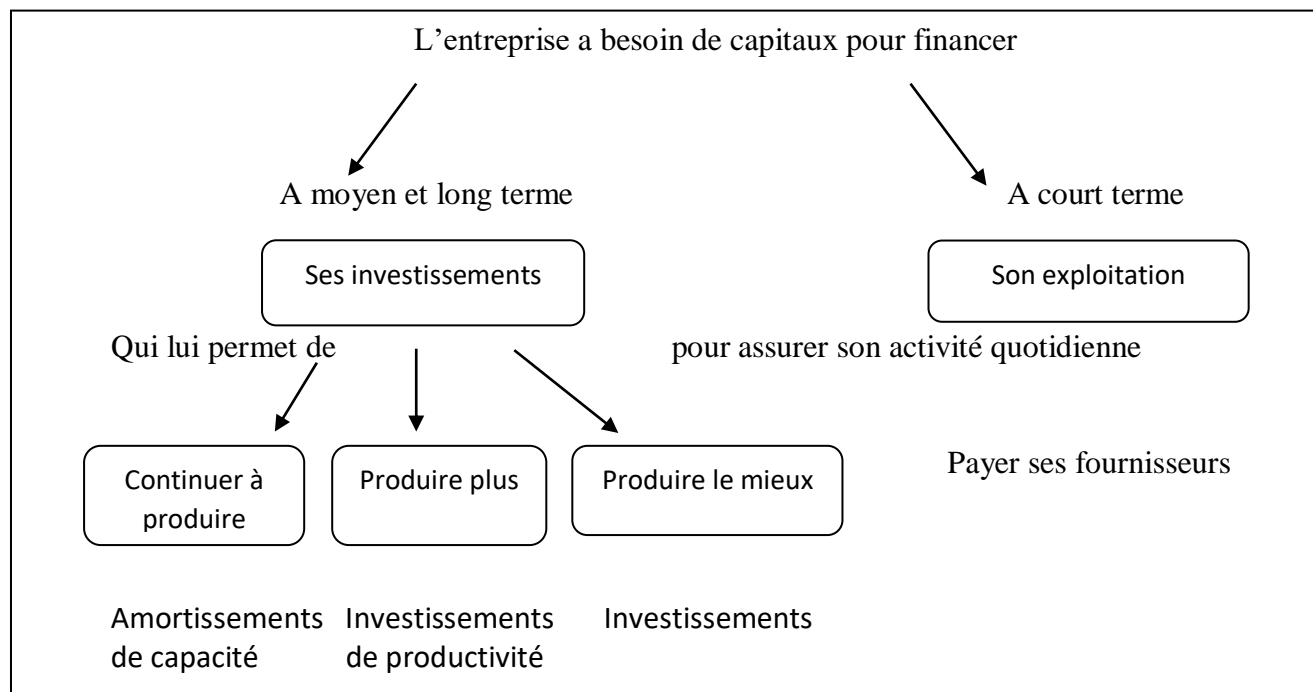 L’entreprise a besoin de capitaux pour financer
A moyen et long terme
A court terme
Ses investissements
Son exploitation
Qui lui permet de
pour assurer son activité quotidienne
Continuer à
produire
Produire plus
Produire le mieux
Payer ses fournisseurs
Amortissements Investissements Investissements
de capacité de productivité